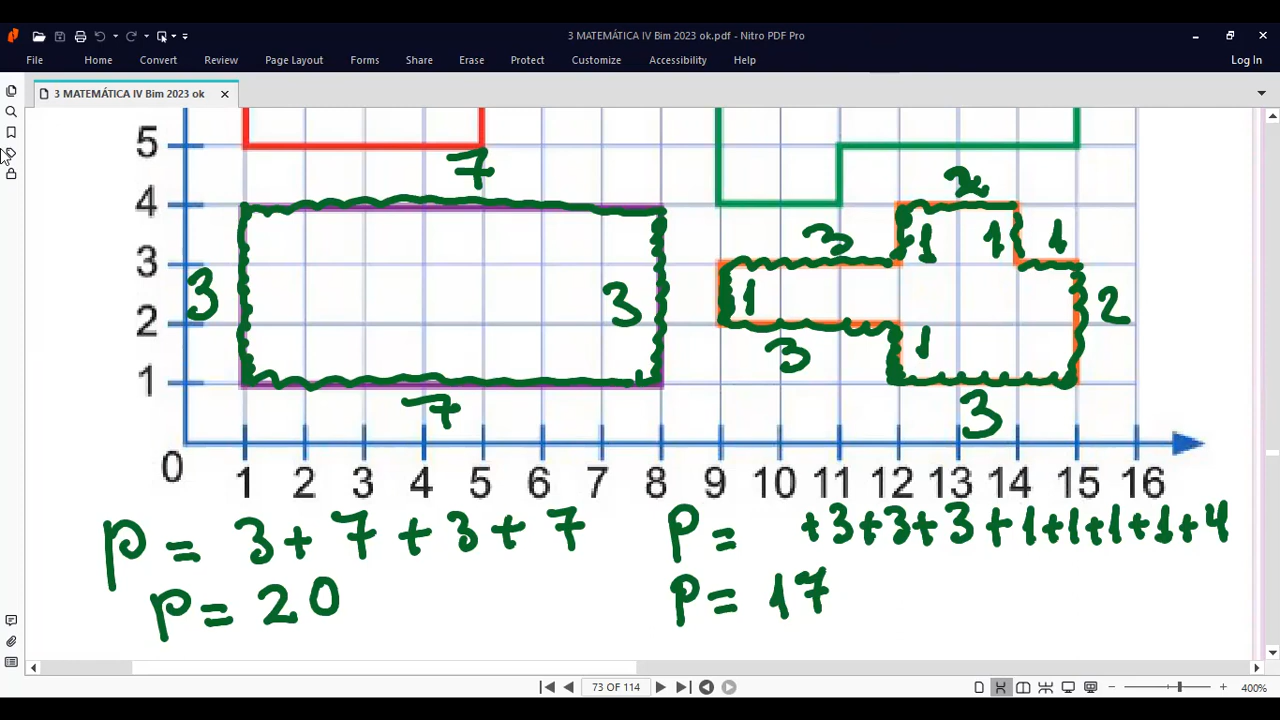 3 MATEMÁTICA IV Bim 2023 ok.pdf - Nitro PDF Pro
File Home Convert Review Page Layout Forms Share Erase Protect Customize Accessibility Help Log In
3 MATEMÁTICA IV Bim 2023 ok
5
7
4
2
3 1 1 1
3
3 3 1 2
2
3 1
1
7 3
0 1 2 3 4 5 6 7 8 9 10 11 12 13 14 15 16
P = 3 + 7 + 3 + 7
P = +3+3+3+1+1+1+1+4
P = 20
P = 17
73 OF 114
400%